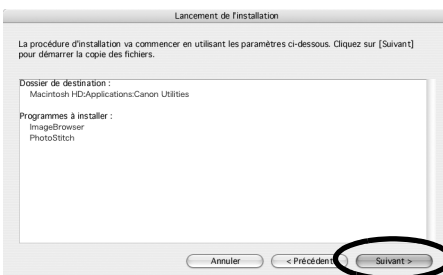 Lancement de l'installation
La procédure d'installation va commencer en utilisant les paramètres ci-dessous. Cliquez sur [Suivant]
pour démarrer la copie des fichiers.
Dossier de destination :
Macintosh HD:Applications:Canon Utilities
Programmes à installer :
ImageBrowser
PhotoStitch
Annuler
< Précédent
Suivant >